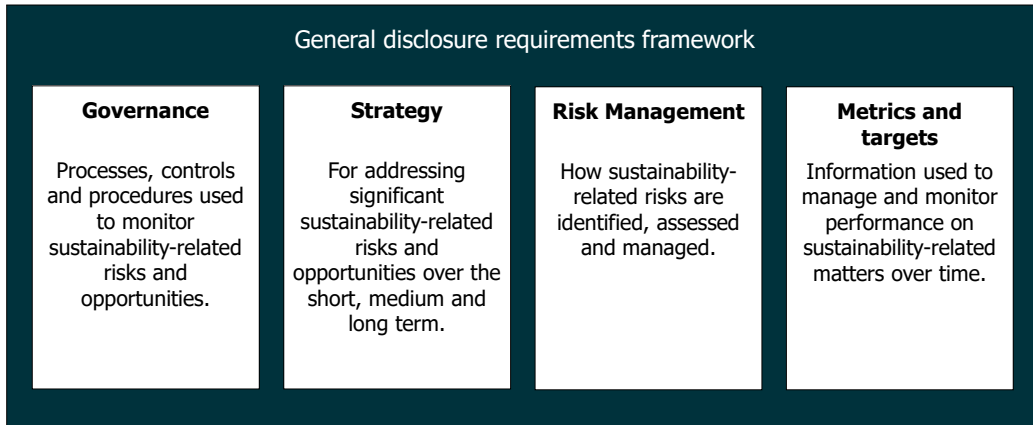 General disclosure requirements framework
Governance
Processes, controls
and procedures used
to monitor
sustainability-related
risks and
opportunities.
Strategy
For addressing
significant
sustainability-related
risks and
opportunities over the
short, medium and
long term.
Risk Management
How sustainability-
related risks are
identified, assessed
and managed.
Metrics and
targets
Information used to
manage and monitor
performance on
sustainability-related
matters over time.